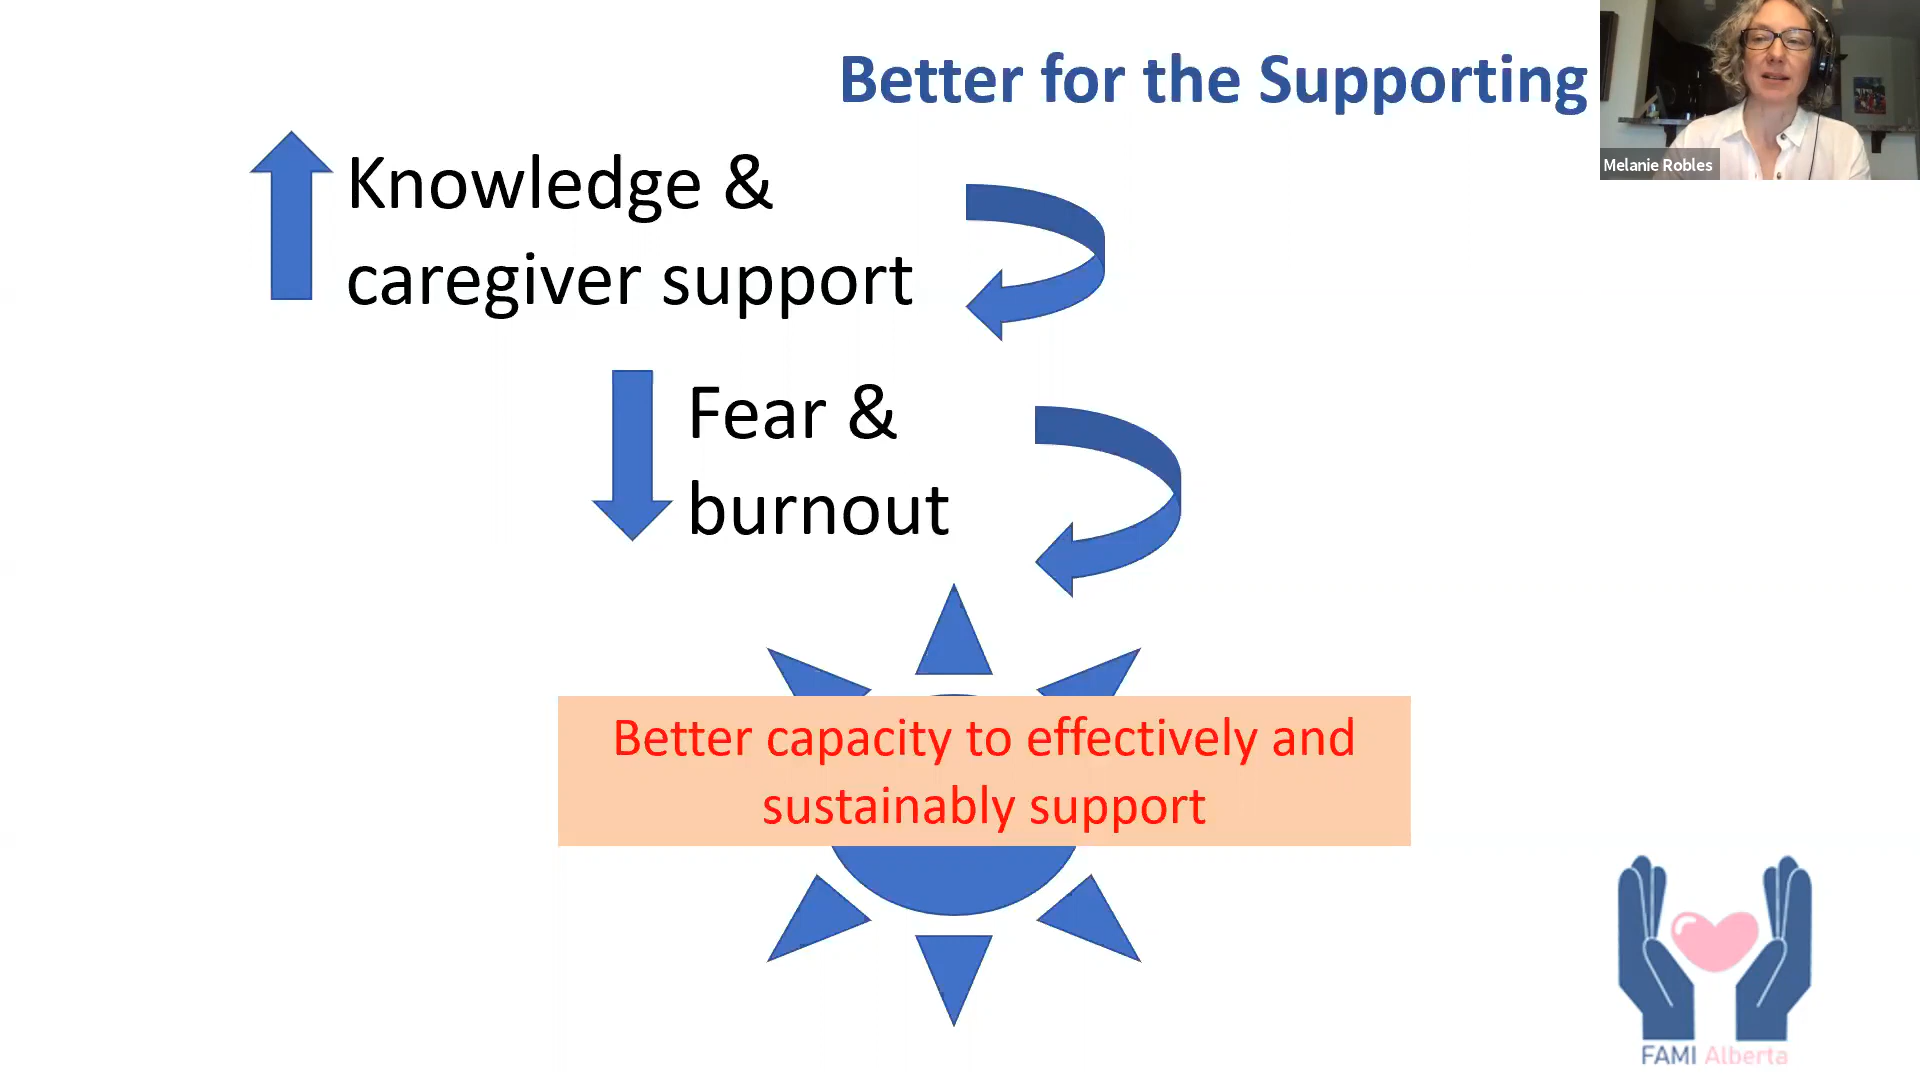 Better for the Supporting
Melanie Robles
Knowledge &
caregiver support
Fear &
burnout
Better capacity to effectively and
sustainably support
FAMI Alberta